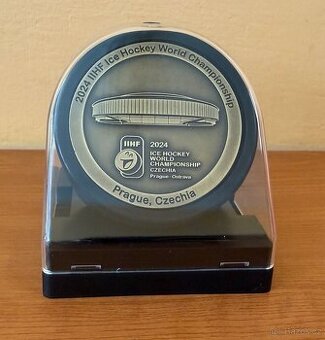 2024 IIHF Ice Hockey World Championship
IIHF
2024
ICE HOCKEY
WORLD
CHAMPIONSHIP
CZECHIA
Prague - Ostrava
Prague, Czechia